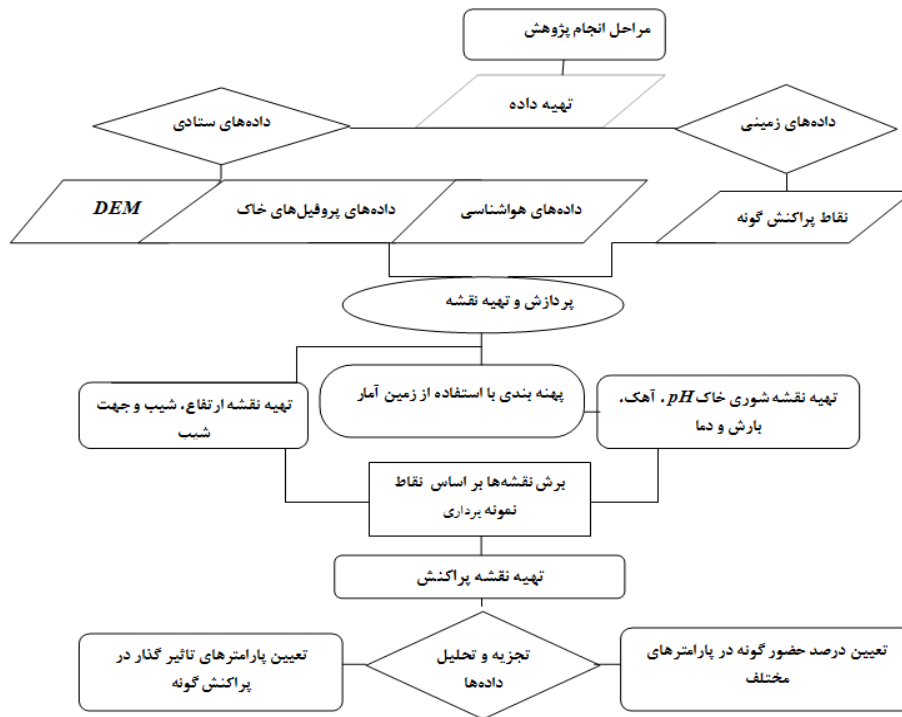 مراحل انجام پژوهش
تهیه داده
داده‌های زمینی
داده‌های ستادی
نقاط پراکنش گونه
داده‌های هواشناسی
داده‌های پروفیل‌های خاک
DEM
پردازش و تهیه نقشه
تهیه نقشه شوری خاک pH، آهک،
بارش و دما
پهنه بندی با استفاده از زمین آمار
تهیه نقشه ارتفاع، شیب و جهت
شیب
برش نقشه‌ها بر اساس نقاط
نمونه برداری
تهیه نقشه پراکنش
تجزیه و تحلیل
داده‌ها
تعیین درصد حضور گونه در پارامترهای
مختلف
تعیین پارامترهای تاثیر گذار در
پراکنش گونه